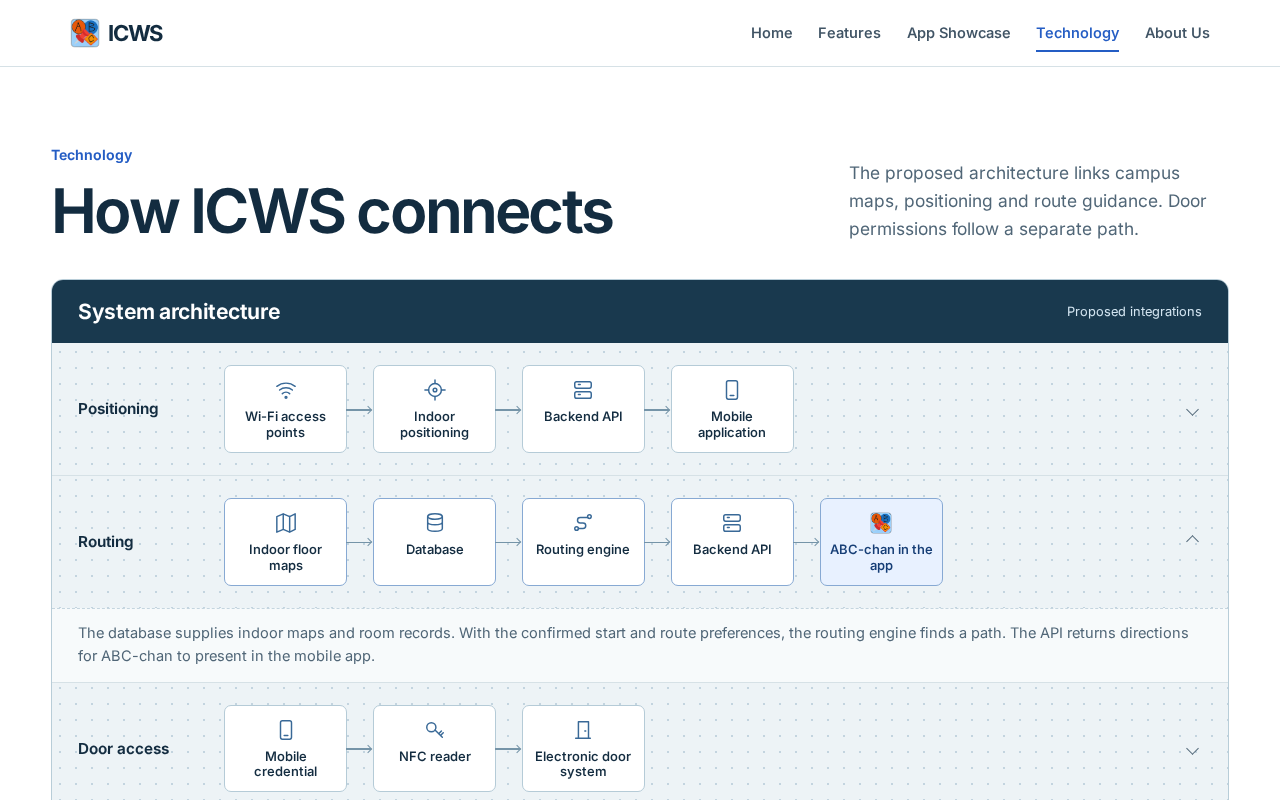 ICWS
Home
Features
App Showcase
Technology
About Us
Technology
How ICWS connects
The proposed architecture links campus
maps, positioning and route guidance. Door
permissions follow a separate path.
System architecture
Proposed integrations
Positioning
Wi-Fi access
points
Indoor
positioning
Backend API
Mobile
application
Routing
Indoor floor
maps
Database
Routing engine
Backend API
ABC-chan in the
app
The database supplies indoor maps and room records. With the confirmed start and route preferences, the routing engine finds a path. The API returns directions
for ABC-chan to present in the mobile app.
Door access
Mobile
credential
NFC reader
Electronic door
system